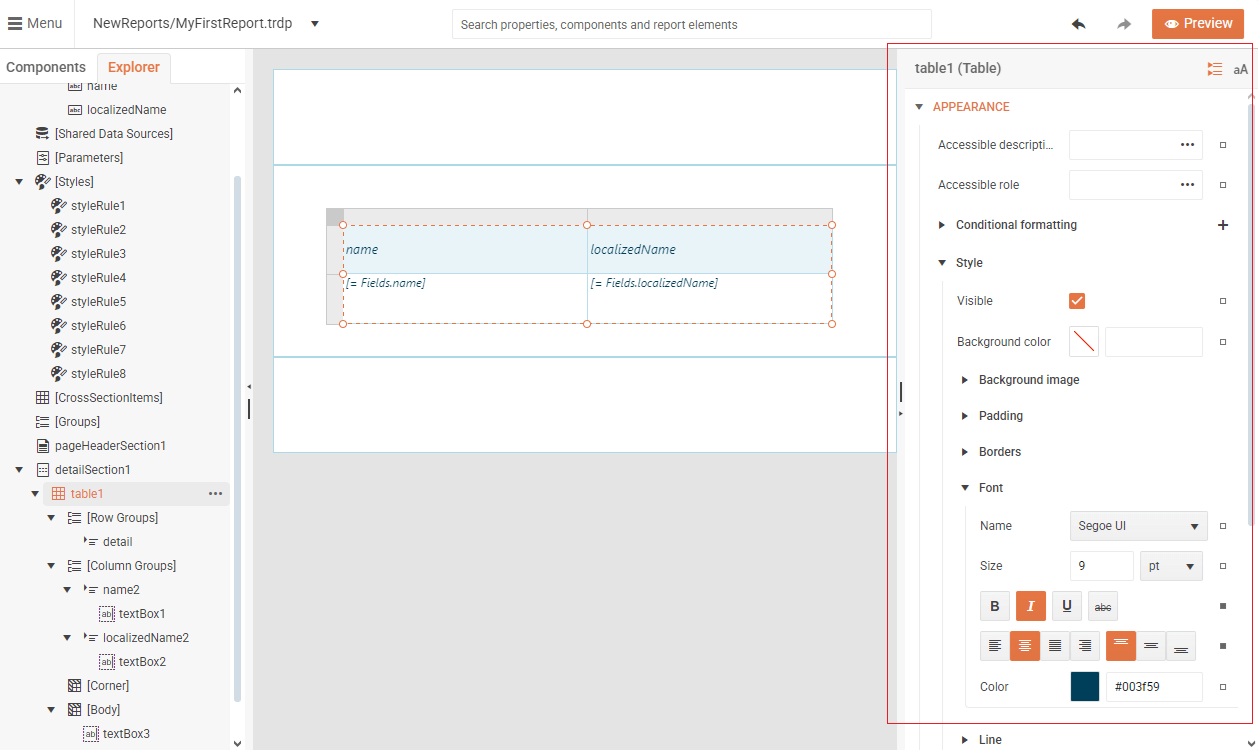 Menu
NewReports/MyFirstReport.trdp
Search properties, components and report elements
Preview
Components
Explorer
name
localizedName
[Shared Data Sources]
[Parameters]
[Styles]
styleRule1
styleRule2
styleRule3
styleRule4
styleRule5
styleRule6
styleRule7
styleRule8
[CrossSectionItems]
[Groups]
pageHeaderSection1
detailSection1
table1
[Row Groups]
detail
[Column Groups]
name2
textBox1
localizedName2
textBox2
[Corner]
[Body]
textBox3
name
localizedName
[= Fields.name]
[= Fields.localizedName]
table1 (Table)
aA
APPEARANCE
Accessible descripti...
Accessible role
Conditional formatting
Style
Visible
Background color
Background image
Padding
Borders
Font
Name
Segoe UI
Size
9
pt
B
I
U
abc
Color
#003f59
Line